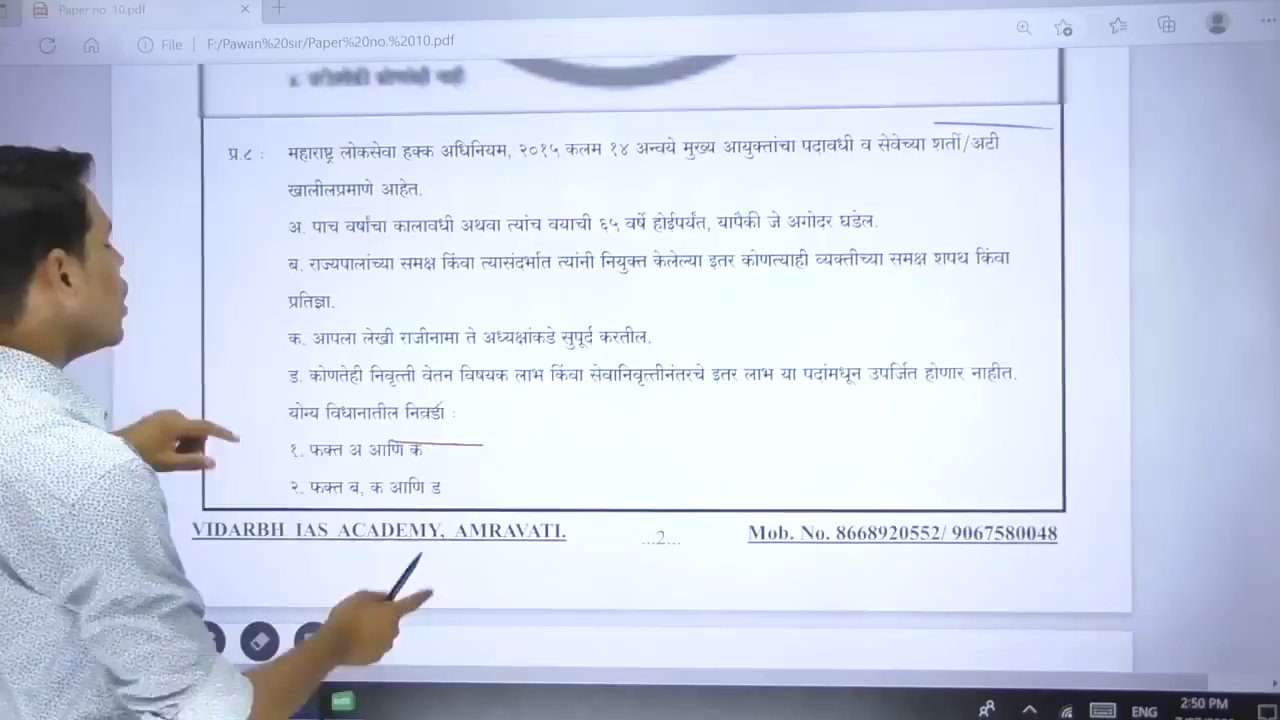 Paper no. 10.pdf
File F:/Pawan%20sir/Paper%20no.%2010.pdf
प्र.८ : महाराष्ट्र लोकसेवा हक्क अधिनियम, २०१५ कलम १४ अन्वये मुख्य आयुक्तांचा पदावधी व सेवेच्या शर्ती/अटी
खालीलप्रमाणे आहेत.
अ. पाच वर्षांचा कालावधी अथवा त्यांच वयाची ६५ वर्षे होईपर्यंत, यापैकी जे अगोदर घडेल.
ब. राज्यपालांच्या समक्ष किंवा त्यासंदर्भात त्यांनी नियुक्त केलेल्या इतर कोणत्याही व्यक्तीच्या समक्ष शपथ किंवा
प्रतिज्ञा.
क. आपला लेखी राजीनामा ते अध्यक्षांकडे सुपूर्द करतील.
ड. कोणतेही निवृत्ती वेतन विषयक लाभ किंवा सेवानिवृत्तीनंतरचे इतर लाभ या पदांमधून उपर्जित होणार नाहीत.
योग्य विधानातील :
१. फक्त अ आणि क
२. फक्त ब, क आणि ड
VIDARBH IAS ACADEMY, AMRAVATI. ...2... Mob. No. 8668920552/ 9067580048
ENG 2:50 PM